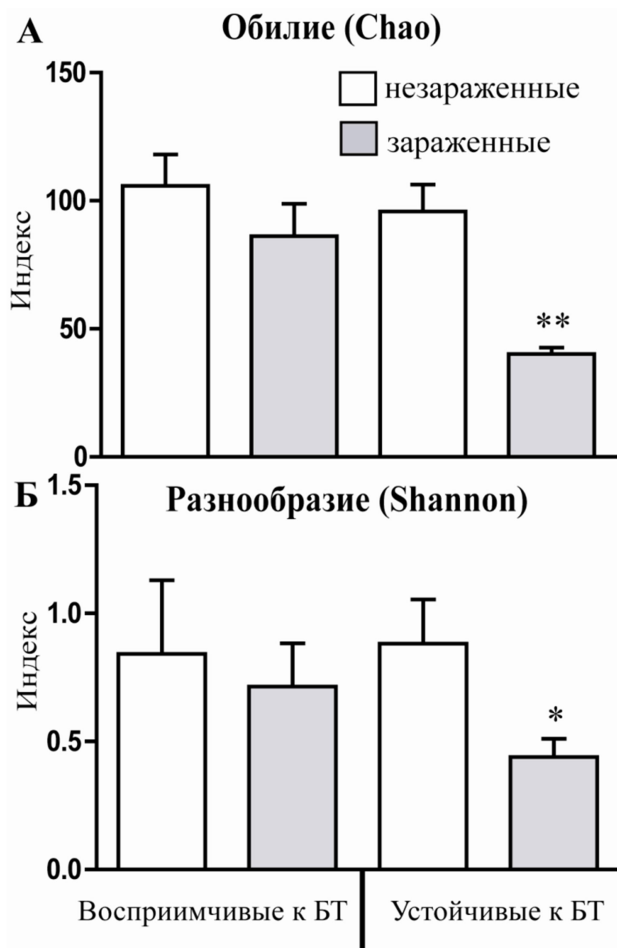 А
Обилие (Chao)
150
незараженные
зараженные
100
Индекс
50
**
0
Б
1.5
Разнообразие (Shannon)
1.0
Индекс
0.5
*
0.0
Восприимчивые к БТ
Устойчивые к БТ